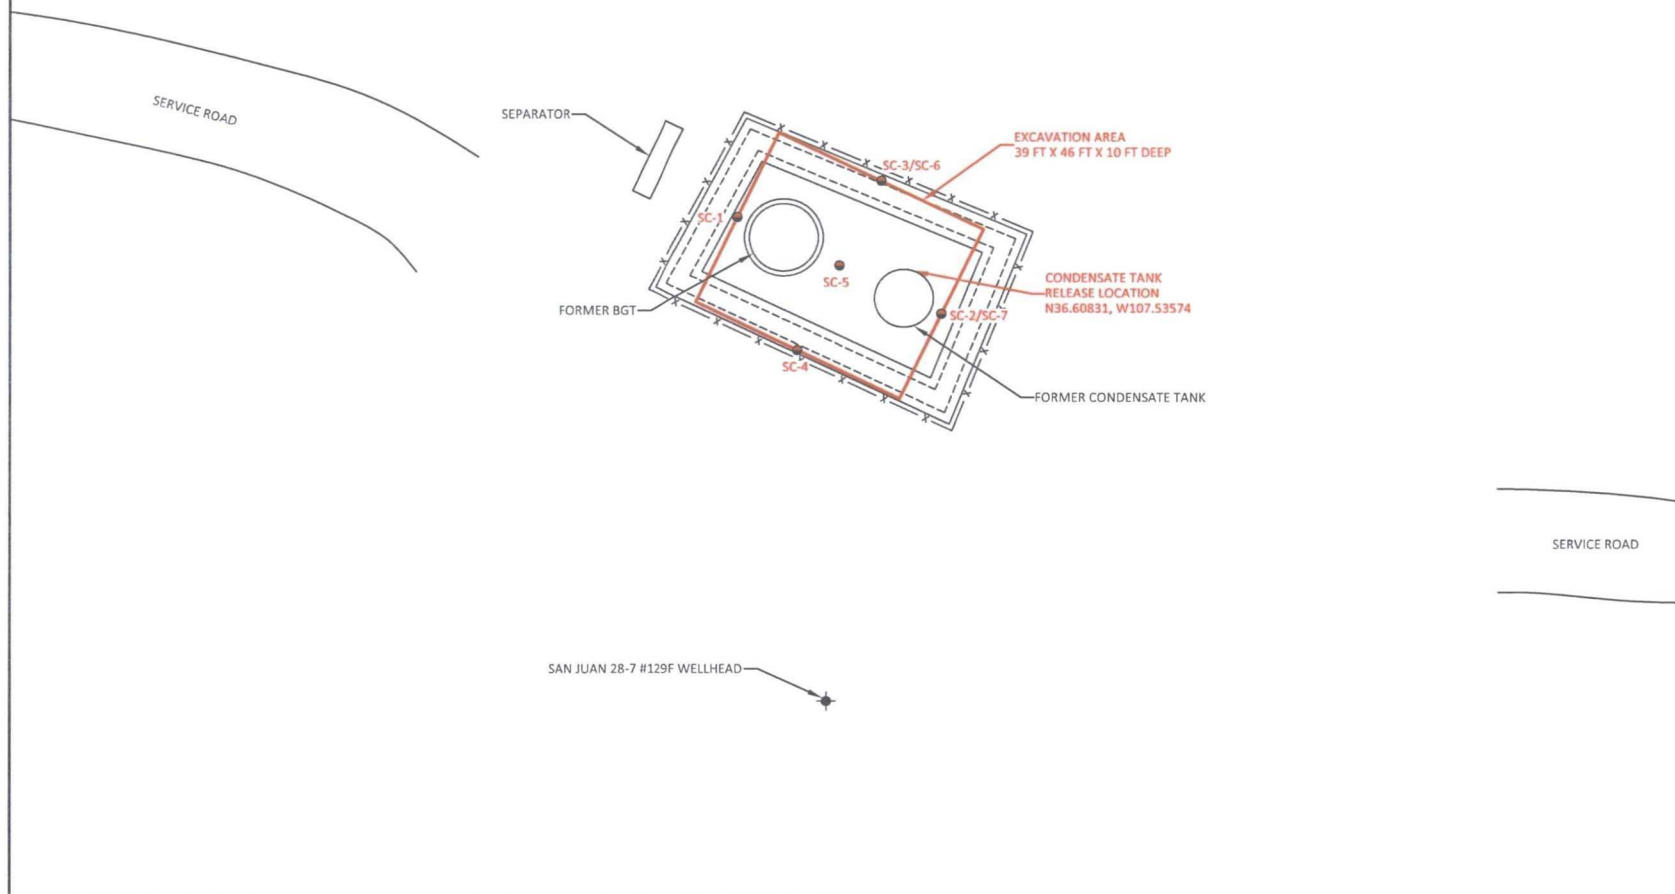 SERVICE ROAD
SEPARATOR
EXCAVATION AREA
39 FT X 46 FT X 10 FT DEEP
SC-3/SC-6
SC-1
SC-5
CONDENSATE TANK
RELEASE LOCATION
N36.60831, W107.53574
FORMER BGT
SC-2/SC-7
SC-4
FORMER CONDENSATE TANK
SERVICE ROAD
SAN JUAN 28-7 #129F WELLHEAD